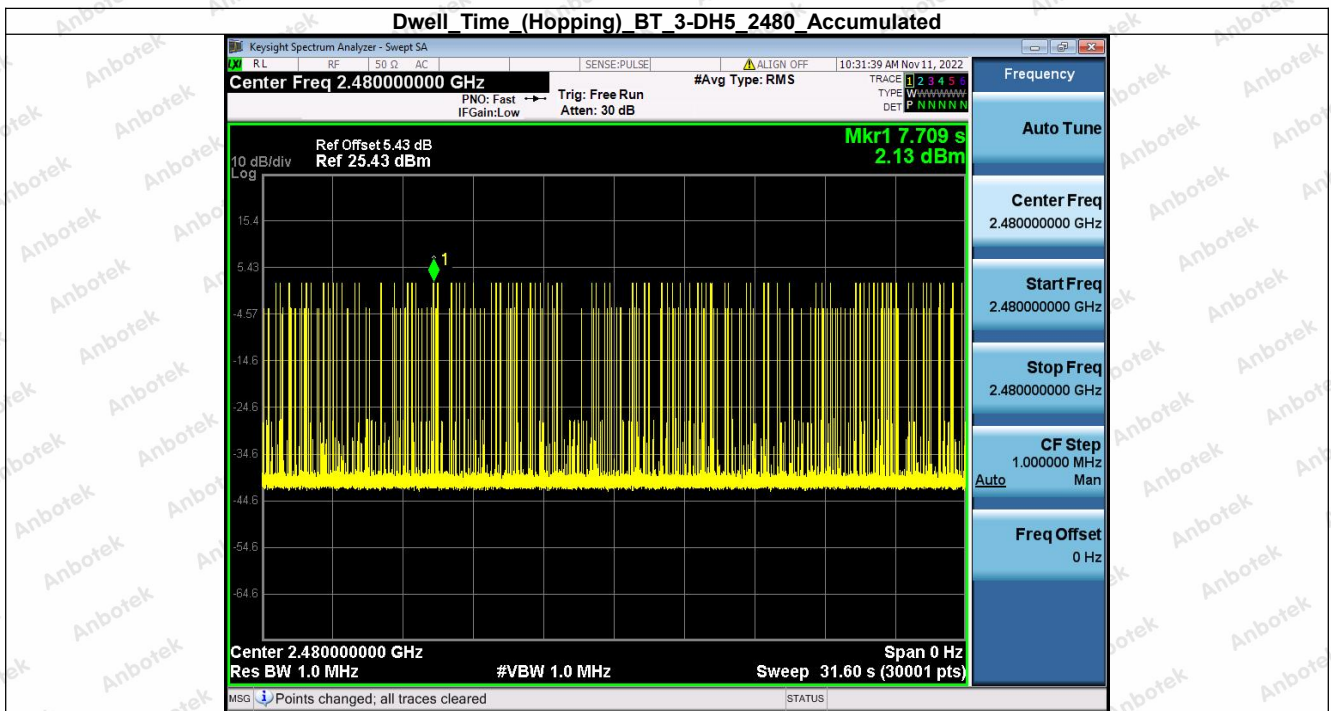 Dwell_Time_(Hopping)_BT_3-DH5_2480_Accumulated
Keysight Spectrum Analyzer - Swept SA
RL RF 50 Ω AC SENSE:PULSE ALIGN OFF 10:31:39 AM Nov 11, 2022
Center Freq 2.480000000 GHz #Avg Type: RMS TRACE 1 2 3 4 5 6
PNO: Fast Trig: Free Run TYPE WWWWWW
IFGain:Low Atten: 30 dB DET P N N N N N
Mkr1 7.709 s
2.13 dBm
Ref Offset 5.43 dB
10 dB/div Ref 25.43 dBm
Log
15.4
5.43
1
-4.57
-14.6
-24.6
-34.6
-44.6
-54.6
-64.6
Center 2.480000000 GHz Span 0 Hz
Res BW 1.0 MHz #VBW 1.0 MHz Sweep 31.60 s (30001 pts)
MSG Points changed; all traces cleared STATUS
Frequency
Auto Tune
Center Freq
2.480000000 GHz
Start Freq
2.480000000 GHz
Stop Freq
2.480000000 GHz
CF Step
1.000000 MHz
Auto Man
Freq Offset
0 Hz
Anbotek